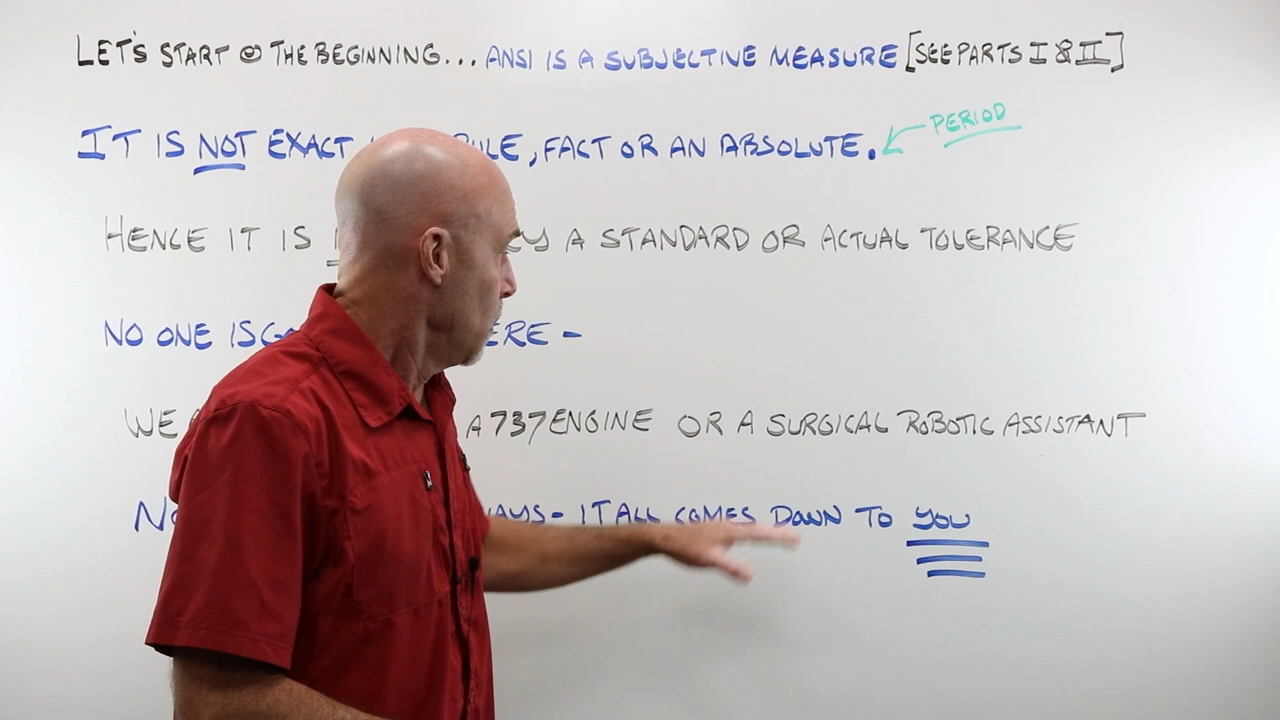 LET'S START @ THE BEGINNING... ANSI IS A SUBJECTIVE MEASURE [SEE PARTS I & II]
IT IS NOT EXACT RULE, FACT OR AN ABSOLUTE. PERIOD
HENCE IT IS A STANDARD OR ACTUAL TOLERANCE
NO ONE IS -
WE A 737 ENGINE OR A SURGICAL ROBOTIC ASSISTANT
- IT ALL COMES DOWN TO YOU